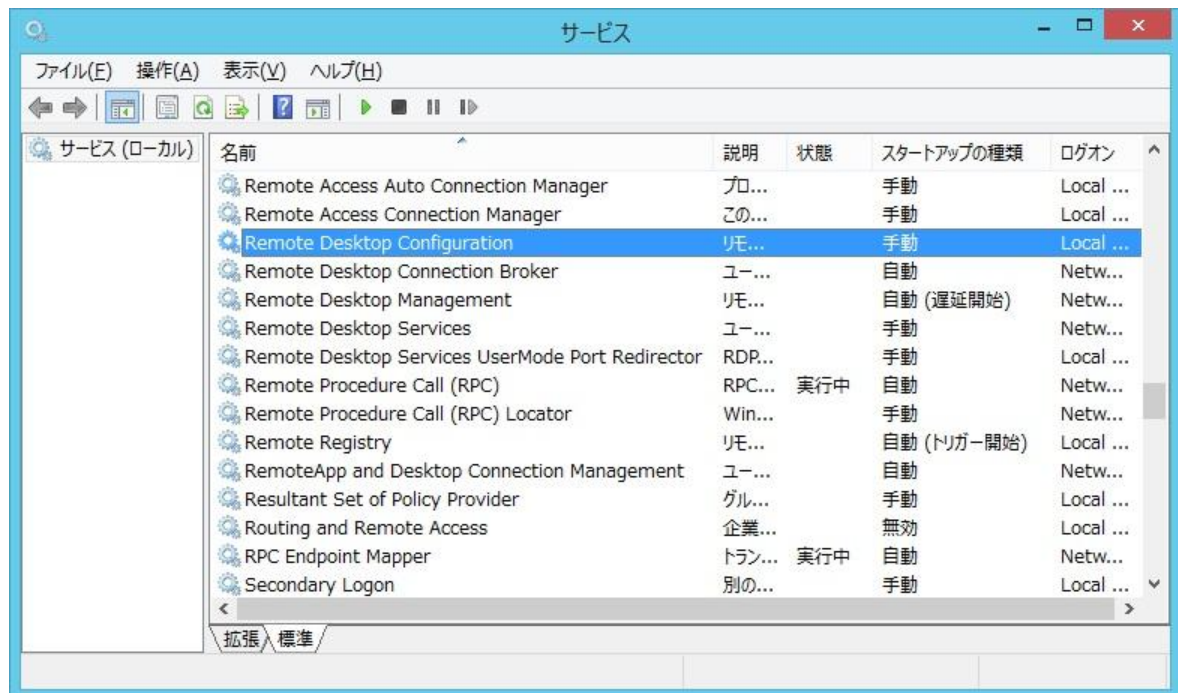 サービス
ファイル(F) 操作(A) 表示(V) ヘルプ(H)
サービス (ローカル)
名前 説明 状態 スタートアップの種類 ログオン
Remote Access Auto Connection Manager プロ... 手動 Local ...
Remote Access Connection Manager この... 手動 Local ...
Remote Desktop Configuration リモ... 手動 Local ...
Remote Desktop Connection Broker ユー... 自動 Netw...
Remote Desktop Management リモ... 自動 (遅延開始) Netw...
Remote Desktop Services ユー... 手動 Netw...
Remote Desktop Services UserMode Port Redirector RDP... 手動 Local ...
Remote Procedure Call (RPC) RPC... 実行中 自動 Netw...
Remote Procedure Call (RPC) Locator Win... 手動 Netw...
Remote Registry リモ... 自動 (トリガー開始) Local ...
RemoteApp and Desktop Connection Management ユー... 自動 Netw...
Resultant Set of Policy Provider グル... 手動 Local ...
Routing and Remote Access 企業... 無効 Local ...
RPC Endpoint Mapper トラン... 実行中 自動 Netw...
Secondary Logon 別の... 手動 Local ...
拡張 標準